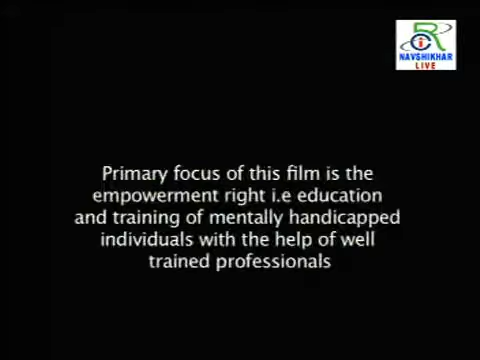 R
NAVSHIKHAR
LIVE
Primary focus of this film is the
empowerment right i.e education
and training of mentally handicapped
individuals with the help of well
trained professionals